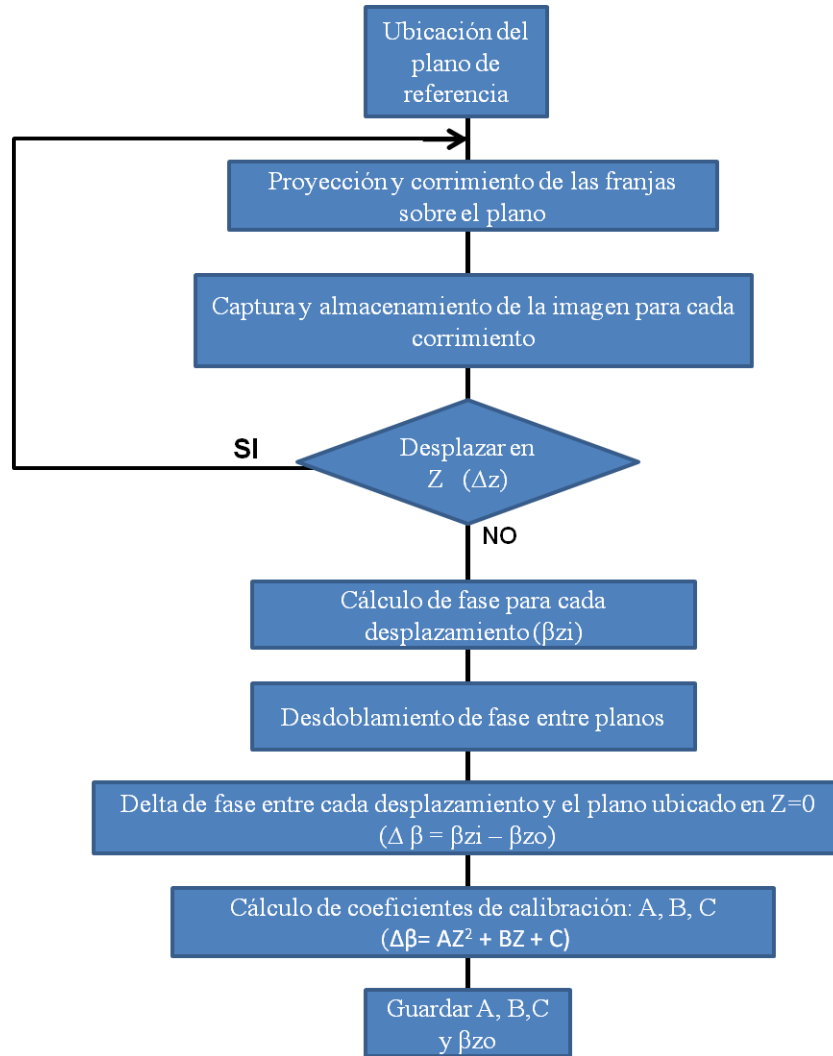 Ubicación del
plano de
referencia
Proyección y corrimiento de las franjas
sobre el plano
Captura y almacenamiento de la imagen para cada
corrimiento
SI
Desplazar en
Z (Δz)
NO
Cálculo de fase para cada
desplazamiento (βzi)
Desdoblamiento de fase entre planos
Delta de fase entre cada desplazamiento y el plano ubicado en Z=0
(Δ β = βzi – βzo)
Cálculo de coeficientes de calibración: A, B, C
(Δβ= AZ² + BZ + C)
Guardar A, B,C
y βzo